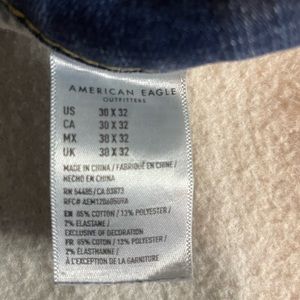 AMERICAN EAGLE
OUTFITTERS
US 30 X 32
CA 30 X 32
MX 38 X 32
UK 30 X 32
MADE IN CHINA / FABRIQUÉ EN CHINE /
HECHO EN CHINA
RN 54485 / CA 03873
EN 85% COTTON / 13% POLYESTER /
2% ELASTANE /
EXCLUSIVE OF DECORATION
FR 85% COTON / 13% POLYESTER /
2% ÉLASTHANNE /
À L'EXCEPTION DE LA GARNITURE